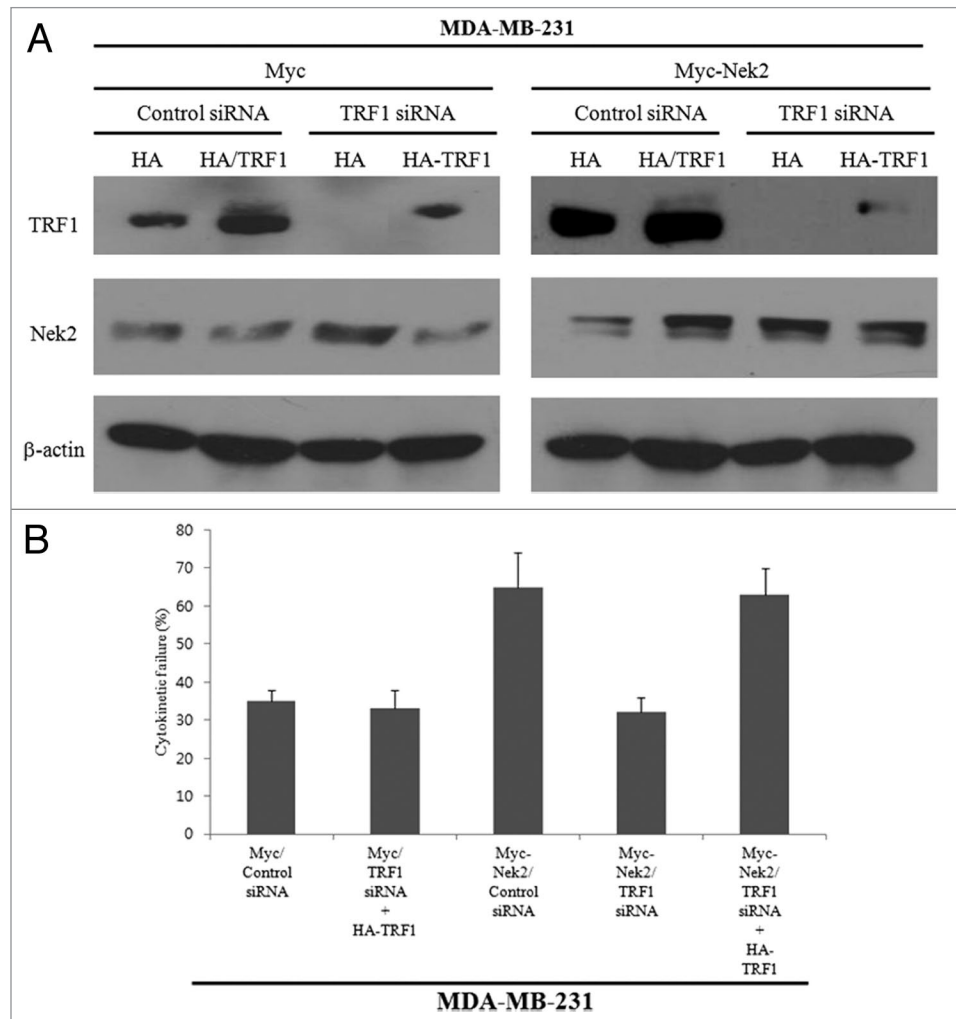 A
MDA-MB-231
Myc
Myc-Nek2
Control siRNA
TRF1 siRNA
Control siRNA
TRF1 siRNA
HA
HA/TRF1
HA
HA-TRF1
HA
HA/TRF1
HA
HA-TRF1
TRF1
Nek2
β-actin
B
Cytokinetic failure (%)
80
70
60
50
40
30
20
10
0
Myc/
Control
siRNA
Myc/
TRF1
siRNA
+
HA-TRF1
Myc-
Nek2/
Control
siRNA
Myc-
Nek2/
TRF1
siRNA
Myc-
Nek2/
TRF1
siRNA
+
HA-
TRF1
MDA-MB-231